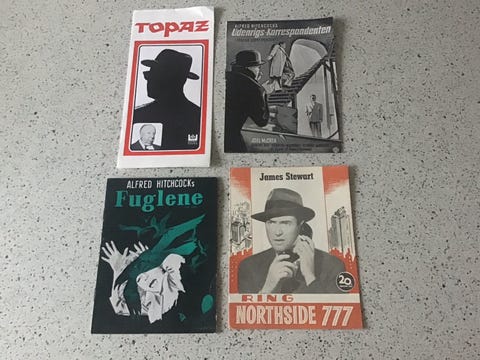 TOPAZ
ALFRED HITCHCOCKS
Udenrigs-Korrespondenten
JOEL McCREA
ALFRED HITCHCOCKs
Fuglene
James Stewart
20
RING
NORTHSIDE 777